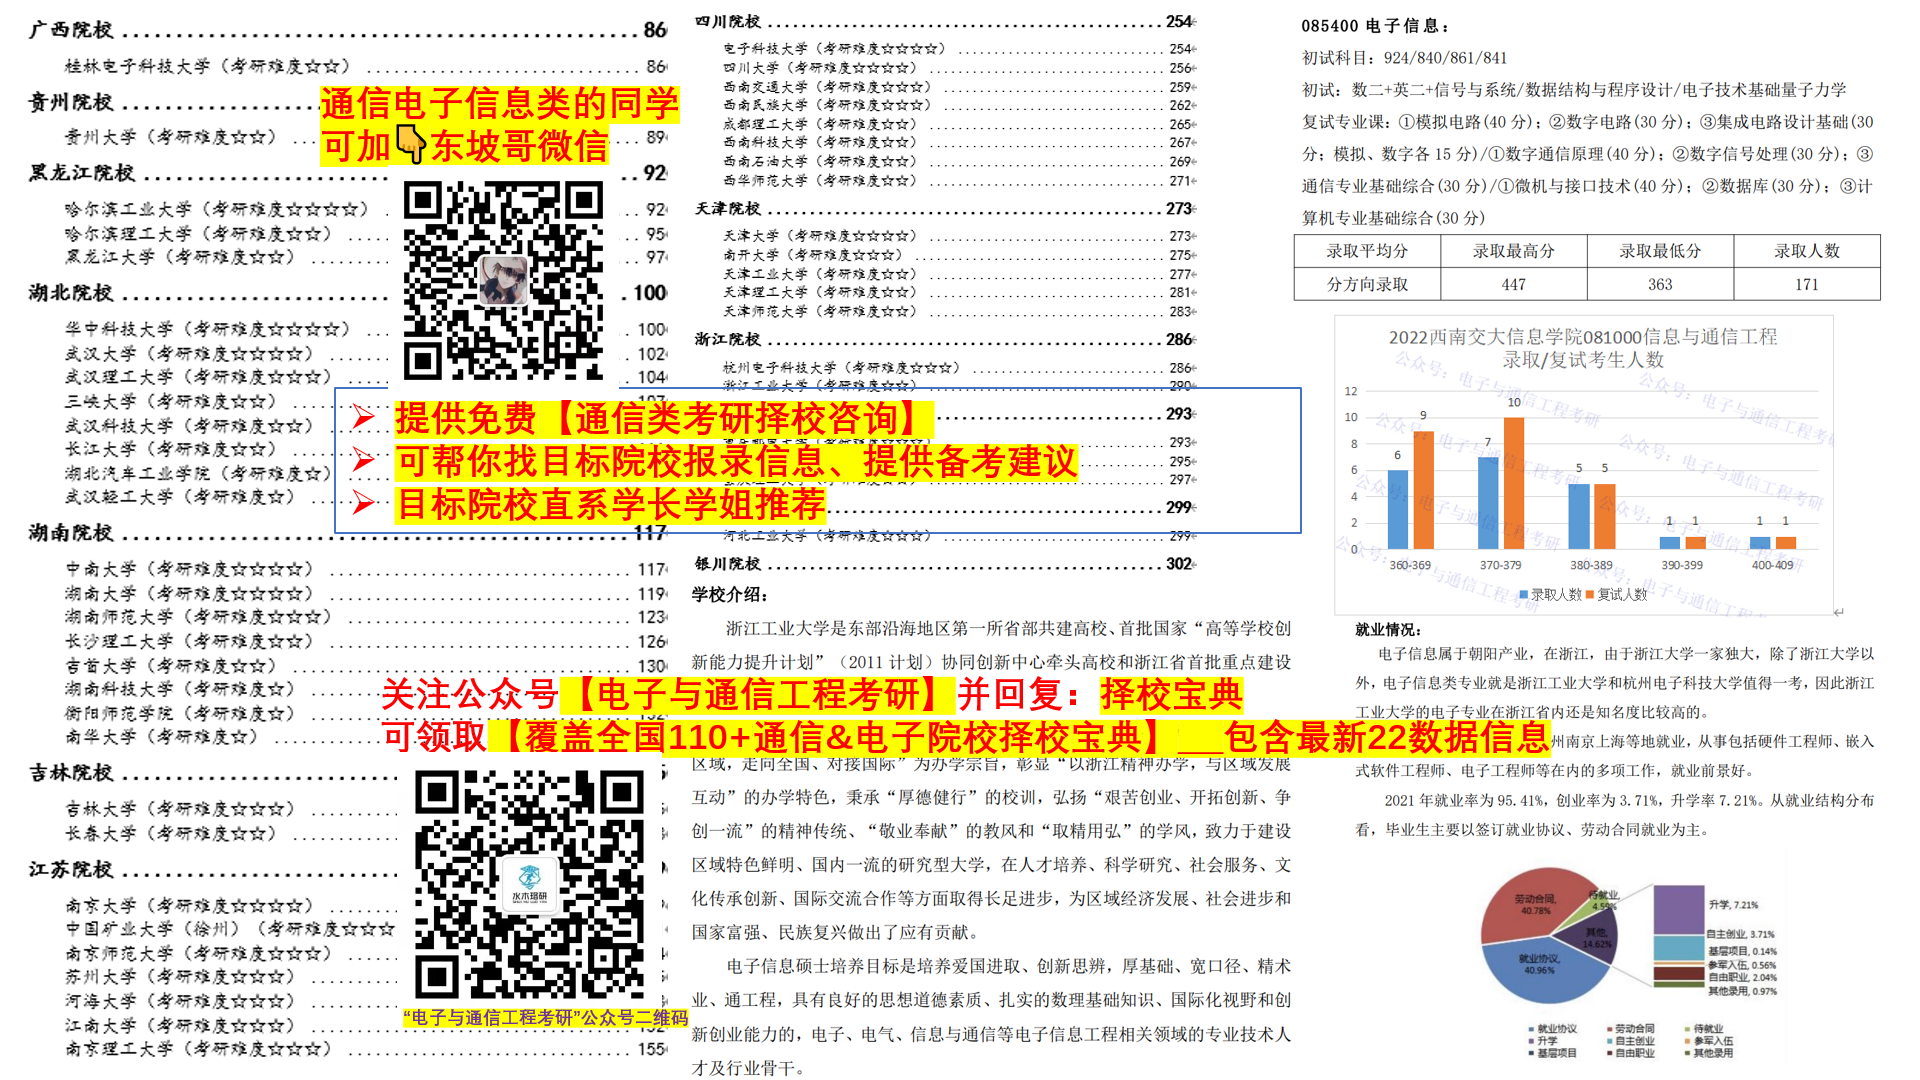 广西院校 86
桂林电子科技大学（考研难度☆☆） 86
贵州院校
贵州大学（考研难度☆☆） 89
黑龙江院校 92
哈尔滨工业大学（考研难度☆☆☆☆） 92
哈尔滨理工大学（考研难度☆☆） 95
黑龙江大学（考研难度☆☆） 97
湖北院校 100
华中科技大学（考研难度☆☆☆☆） 100
武汉大学（考研难度☆☆☆☆） 102
武汉理工大学（考研难度☆☆☆） 104
三峡大学（考研难度☆☆）
武汉科技大学（考研难度☆☆☆）
长江大学（考研难度☆☆）
湖北汽车工业学院（考研难度☆）
武汉轻工大学（考研难度☆）
湖南院校 117
中南大学（考研难度☆☆☆☆） 117
湖南大学（考研难度☆☆☆☆） 119
湖南师范大学（考研难度☆☆☆） 123
长沙理工大学（考研难度☆☆） 126
吉首大学（考研难度☆☆） 130
湖南科技大学（考研难度☆）
衡阳师范学院（考研难度☆）
南华大学（考研难度☆）
吉林院校
吉林大学（考研难度☆☆☆）
长春大学（考研难度☆☆）
江苏院校
南京大学（考研难度☆☆☆☆）
中国矿业大学（徐州）（考研难度☆☆☆
南京师范大学（考研难度☆☆☆）
苏州大学（考研难度☆☆☆）
河海大学（考研难度☆☆☆）
江南大学（考研难度☆☆☆）
南京理工大学（考研难度☆☆☆） 155
通信电子信息类的同学
可加👇东坡哥微信
提供免费【通信类考研择校咨询】
可帮你找目标院校报录信息、提供备考建议
目标院校直系学长学姐推荐
关注公众号【电子与通信工程考研】并回复：择校宝典
可领取【覆盖全国110+通信&电子院校择校宝典】__包含最新22数据信息
水木珞研
“电子与通信工程考研”公众号二维码
四川院校 254
电子科技大学（考研难度☆☆☆☆） 254
四川大学（考研难度☆☆☆☆） 256
西南交通大学（考研难度☆☆☆） 259
西南民族大学（考研难度☆☆☆） 262
成都理工大学（考研难度☆☆） 265
西南科技大学（考研难度☆☆） 267
西南石油大学（考研难度☆☆） 269
西华师范大学（考研难度☆☆） 271
天津院校 273
天津大学（考研难度☆☆☆☆） 273
南开大学（考研难度☆☆☆） 275
天津工业大学（考研难度☆☆） 277
天津理工大学（考研难度☆☆） 281
天津师范大学（考研难度☆☆） 283
浙江院校 286
杭州电子科技大学（考研难度☆☆☆） 286
浙江工业大学（考研难度☆☆） 290
293
293
295
297
299
河北工业大学（考研难度☆☆☆） 299
银川院校 302
学校介绍：
浙江工业大学是东部沿海地区第一所省部共建高校、首批国家“高等学校创
新能力提升计划”（2011 计划）协同创新中心牵头高校和浙江省首批重点建设
区域，走向全国、对接国际”为办学宗旨，彰显“以浙江精神办学，与区域发展
互动”的办学特色，秉承“厚德健行”的校训，弘扬“艰苦创业、开拓创新、争
创一流”的精神传统、“敬业奉献”的教风和“取精用弘”的学风，致力于建设
区域特色鲜明、国内一流的研究型大学，在人才培养、科学研究、社会服务、文
化传承创新、国际交流合作等方面取得长足进步，为区域经济发展、社会进步和
国家富强、民族复兴做出了应有贡献。
电子信息硕士培养目标是培养爱国进取、创新思辨，厚基础、宽口径、精术
业、通工程，具有良好的思想道德素质、扎实的数理基础知识、国际化视野和创
新创业能力的，电子、电气、信息与通信等电子信息工程相关领域的专业技术人
才及行业骨干。
085400 电子信息：
初试科目：924/840/861/841
初试：数二+英二+信号与系统/数据结构与程序设计/电子技术基础量子力学
复试专业课：①模拟电路(40 分)；②数字电路(30 分)；③集成电路设计基础(30
分；模拟、数字各 15 分)/①数字通信原理(40 分)；②数字信号处理(30 分)；③
通信专业基础综合(30 分)/①微机与接口技术(40 分)；②数据库(30 分)；③计
算机专业基础综合(30 分)
录取平均分 录取最高分 录取最低分 录取人数
分方向录取 447 363 171
2022西南交大信息学院081000信息与通信工程
录取/复试考生人数
12
10
8
6
4
2
0
6 9
7 10
5 5
1 1
1 1
360-369 370-379 380-389 390-399 400-409
录取人数 复试人数
公众号：电子与通信工程考研
就业情况：
电子信息属于朝阳产业，在浙江，由于浙江大学一家独大，除了浙江大学以
外，电子信息类专业就是浙江工业大学和杭州电子科技大学值得一考，因此浙江
工业大学的电子专业在浙江省内还是知名度比较高的。
州南京上海等地就业，从事包括硬件工程师、嵌入
式软件工程师、电子工程师等在内的多项工作，就业前景好。
2021 年就业率为 95.41%，创业率为 3.71%，升学率 7.21%。从就业结构分布
看，毕业生主要以签订就业协议、劳动合同就业为主。
劳动合同, 40.78%
待就业, 4.59%
其他, 14.62%
就业协议, 40.96%
升学, 7.21%
自主创业, 3.71%
基层项目, 0.14%
参军入伍, 0.56%
自由职业, 2.04%
其他录用, 0.97%
就业协议 劳动合同 待就业
升学 自主创业 参军入伍
基层项目 自由职业 其他录用